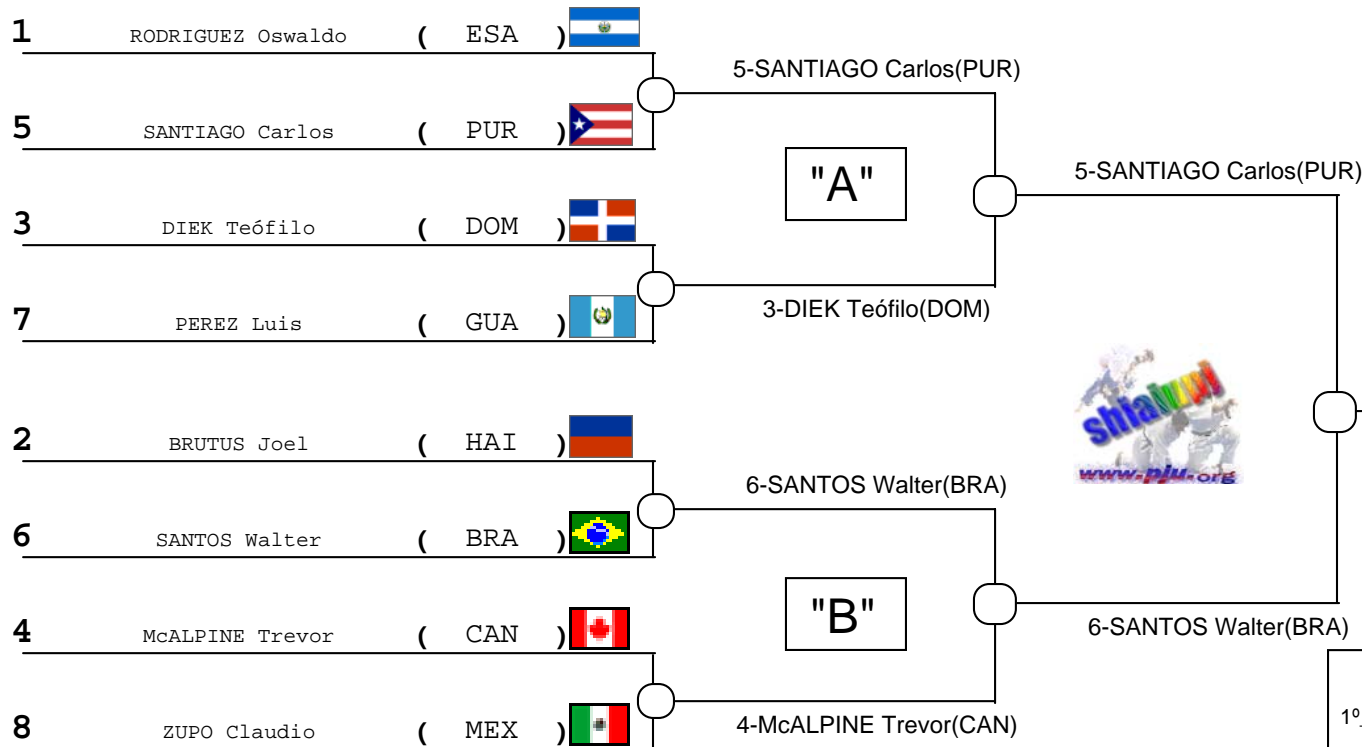 1 RODRIGUEZ Oswaldo ( ESA )
5-SANTIAGO Carlos(PUR)
5 SANTIAGO Carlos ( PUR )
"A"
5-SANTIAGO Carlos(PUR)
3 DIEK Teófilo ( DOM )
3-DIEK Teófilo(DOM)
7 PEREZ Luis ( GUA )
shiai
www.pju.org
2 BRUTUS Joel ( HAI )
6-SANTOS Walter(BRA)
6 SANTOS Walter ( BRA )
"B"
6-SANTOS Walter(BRA)
4 McALPINE Trevor ( CAN )
4-McALPINE Trevor(CAN)
8 ZUPO Claudio ( MEX )
1º